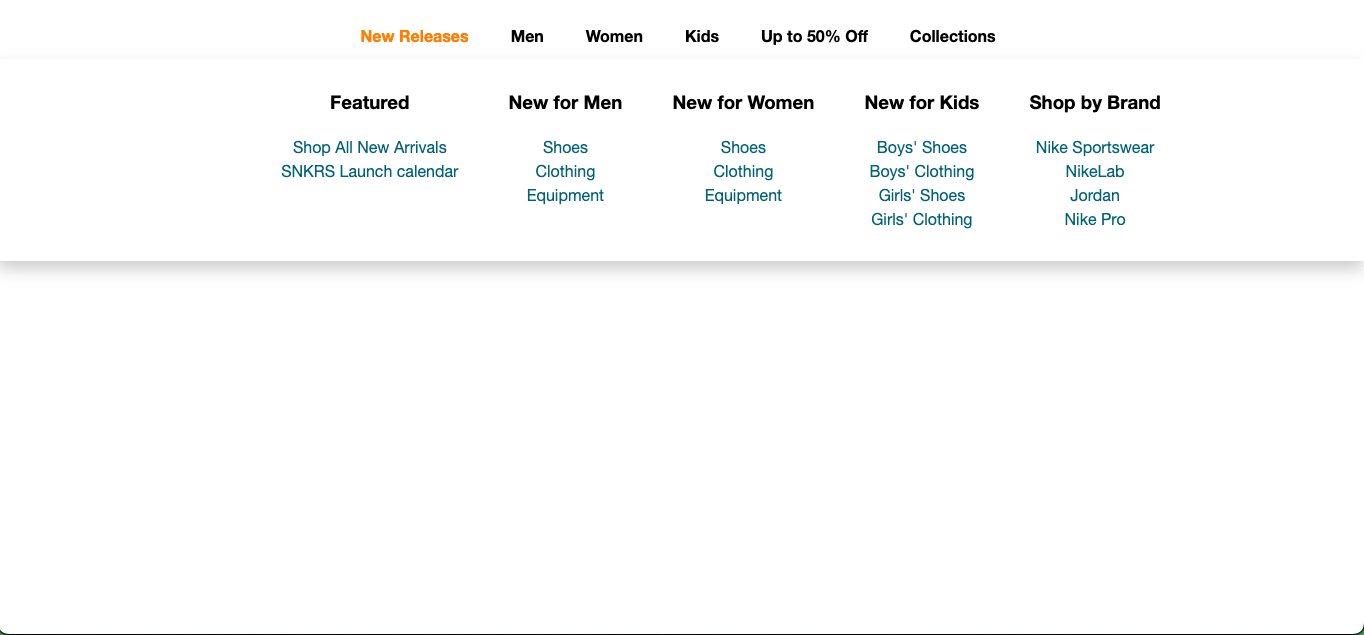 New Releases Men Women Kids Up to 50% Off Collections
Featured
Shop All New Arrivals
SNKRS Launch calendar
New for Men
Shoes
Clothing
Equipment
New for Women
Shoes
Clothing
Equipment
New for Kids
Boys' Shoes
Boys' Clothing
Girls' Shoes
Girls' Clothing
Shop by Brand
Nike Sportswear
NikeLab
Jordan
Nike Pro